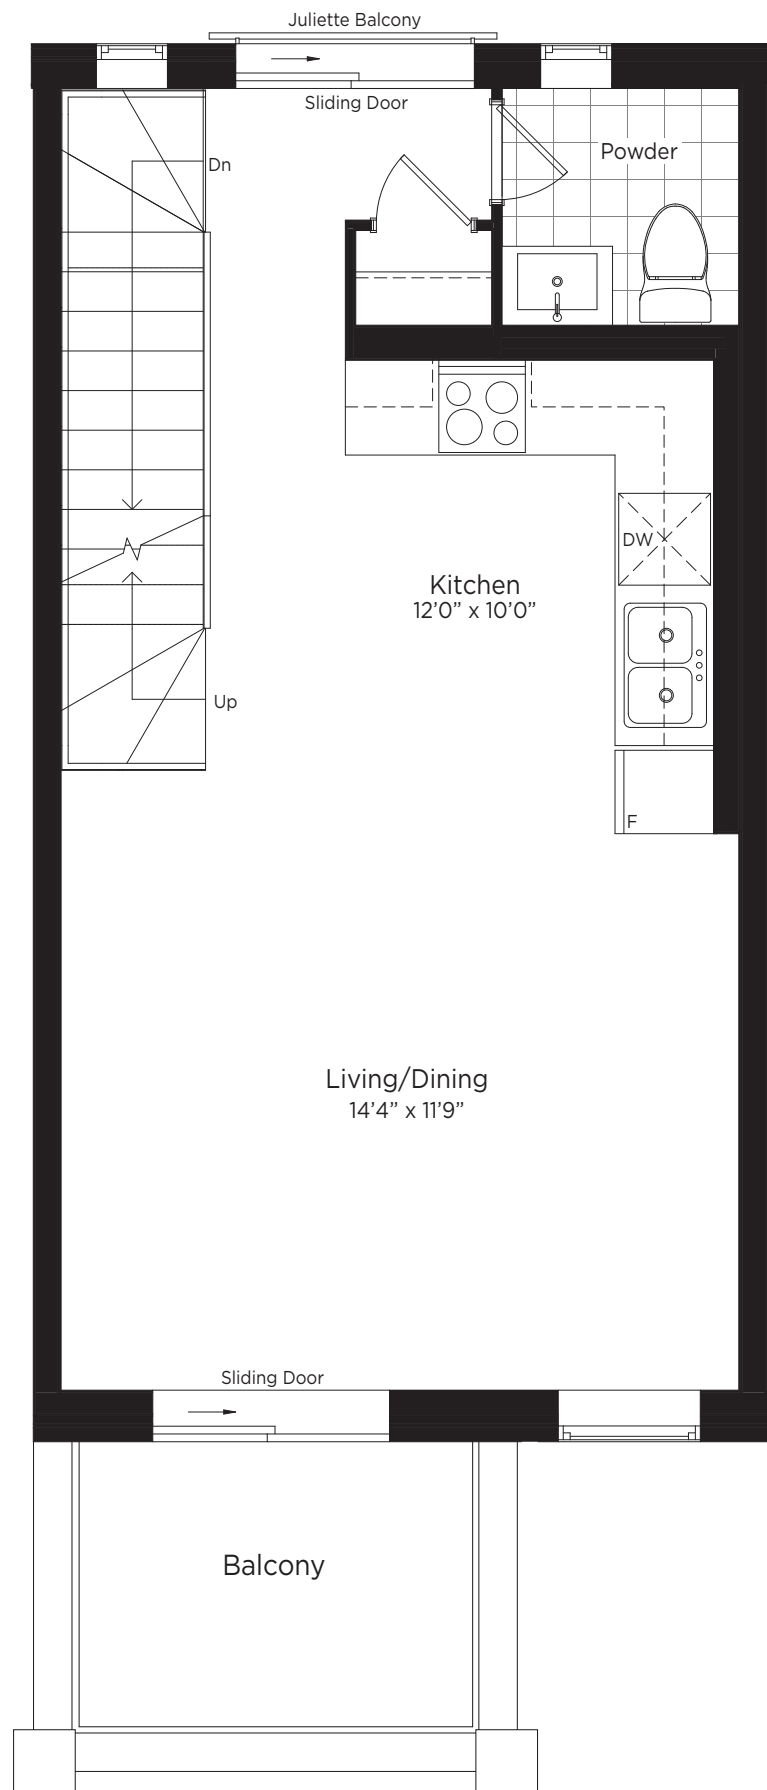 Juliette Balcony
Sliding Door
Powder
Dn
DW
Kitchen
12’0” x 10’0”
Up
F
Living/Dining
14’4” x 11’9”
Sliding Door
Balcony